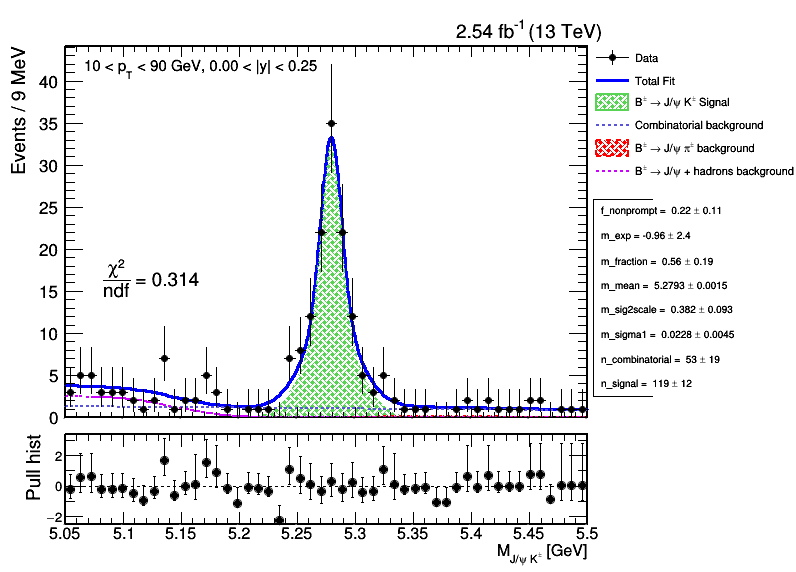 2.54 fb⁻¹ (13 TeV)
Events / 9 MeV
10 < p_T < 90 GeV, 0.00 < |y| < 0.25
40
35
30
25
20
15
10
5
0
χ²/ndf = 0.314
Data
Total Fit
B± → J/ψ K± Signal
Combinatorial background
B± → J/ψ π± background
B± → J/ψ + hadrons background
f_nonprompt = 0.22 ± 0.11
m_exp = -0.96 ± 2.4
m_fraction = 0.56 ± 0.19
m_mean = 5.2793 ± 0.0015
m_sig2scale = 0.382 ± 0.093
m_sigma1 = 0.0228 ± 0.0045
n_combinatorial = 53 ± 19
n_signal = 119 ± 12
Pull hist
2
0
−2
5.05 5.1 5.15 5.2 5.25 5.3 5.35 5.4 5.45 5.5
M_J/ψ K± [GeV]